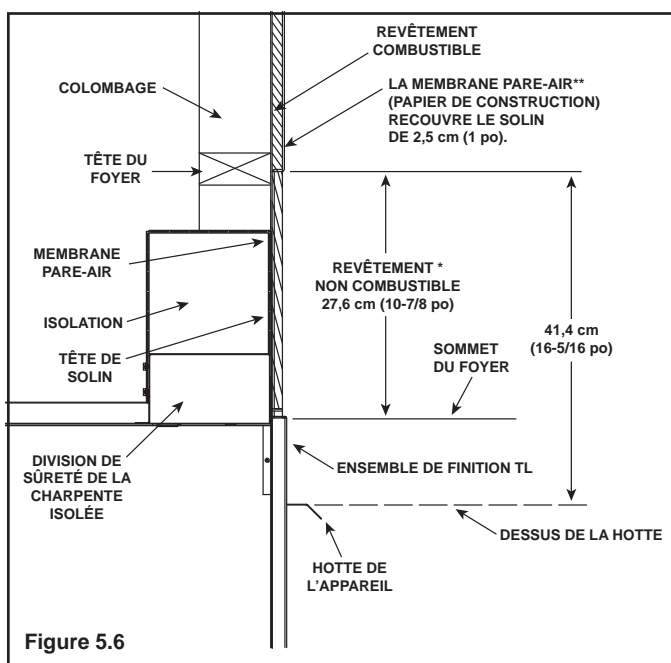 REVÊTEMENT
COMBUSTIBLE
COLOMBAGE
LA MEMBRANE PARE-AIR**
(PAPIER DE CONSTRUCTION)
RECOUVRE LE SOLIN
DE 2,5 cm (1 po).
TÊTE DU
FOYER
MEMBRANE
PARE-AIR
REVÊTEMENT *
NON COMBUSTIBLE
27,6 cm (10-7/8 po)
ISOLATION
41,4 cm
(16-5/16 po)
TÊTE DE
SOLIN
SOMMET
DU FOYER
DIVISION DE
SÛRETÉ DE LA
CHARPENTE
ISOLÉE
ENSEMBLE DE FINITION TL
DESSUS DE LA HOTTE
HOTTE DE
L'APPAREIL
Figure 5.6